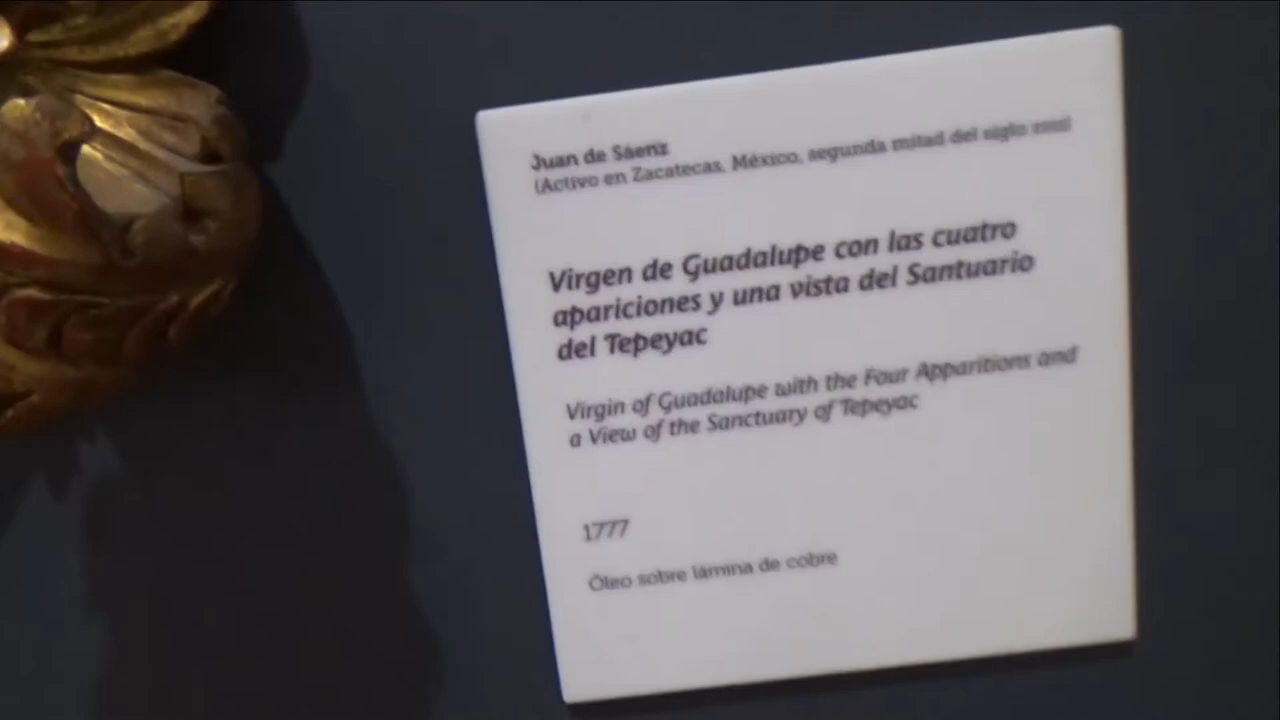 Juan de Sáenz
(Activo en Zacatecas, México, segunda mitad del siglo XVIII)
Virgen de Guadalupe con las cuatro
apariciones y una vista del Santuario
del Tepeyac
Virgin of Guadalupe with the Four Apparitions and
a View of the Sanctuary of Tepeyac
1777
Óleo sobre lámina de cobre